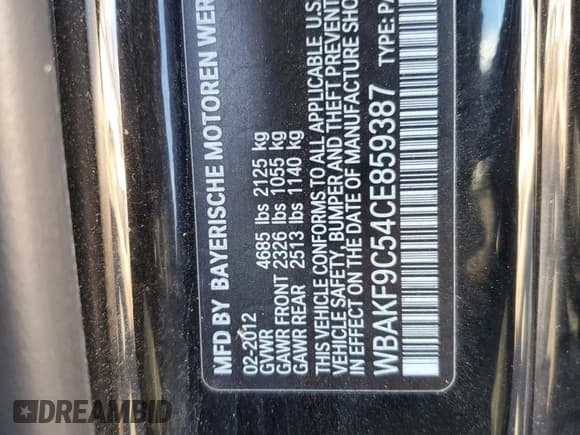 MFD BY BAYERISCHE MOTOREN WER
02-2012
GVWR 4685 lbs 2125 kg
GAWR FRONT 2326 lbs 1055 kg
GAWR REAR 2513 lbs 1140 kg
THIS VEHICLE CONFORMS TO ALL APPLICABLE U.S.
VEHICLE SAFETY, BUMPER AND THEFT PREVENT
IN EFFECT ON THE DATE OF MANUFACTURE SHO
WBAKF9C54CE859387 TYPE: PA
DREAMBID